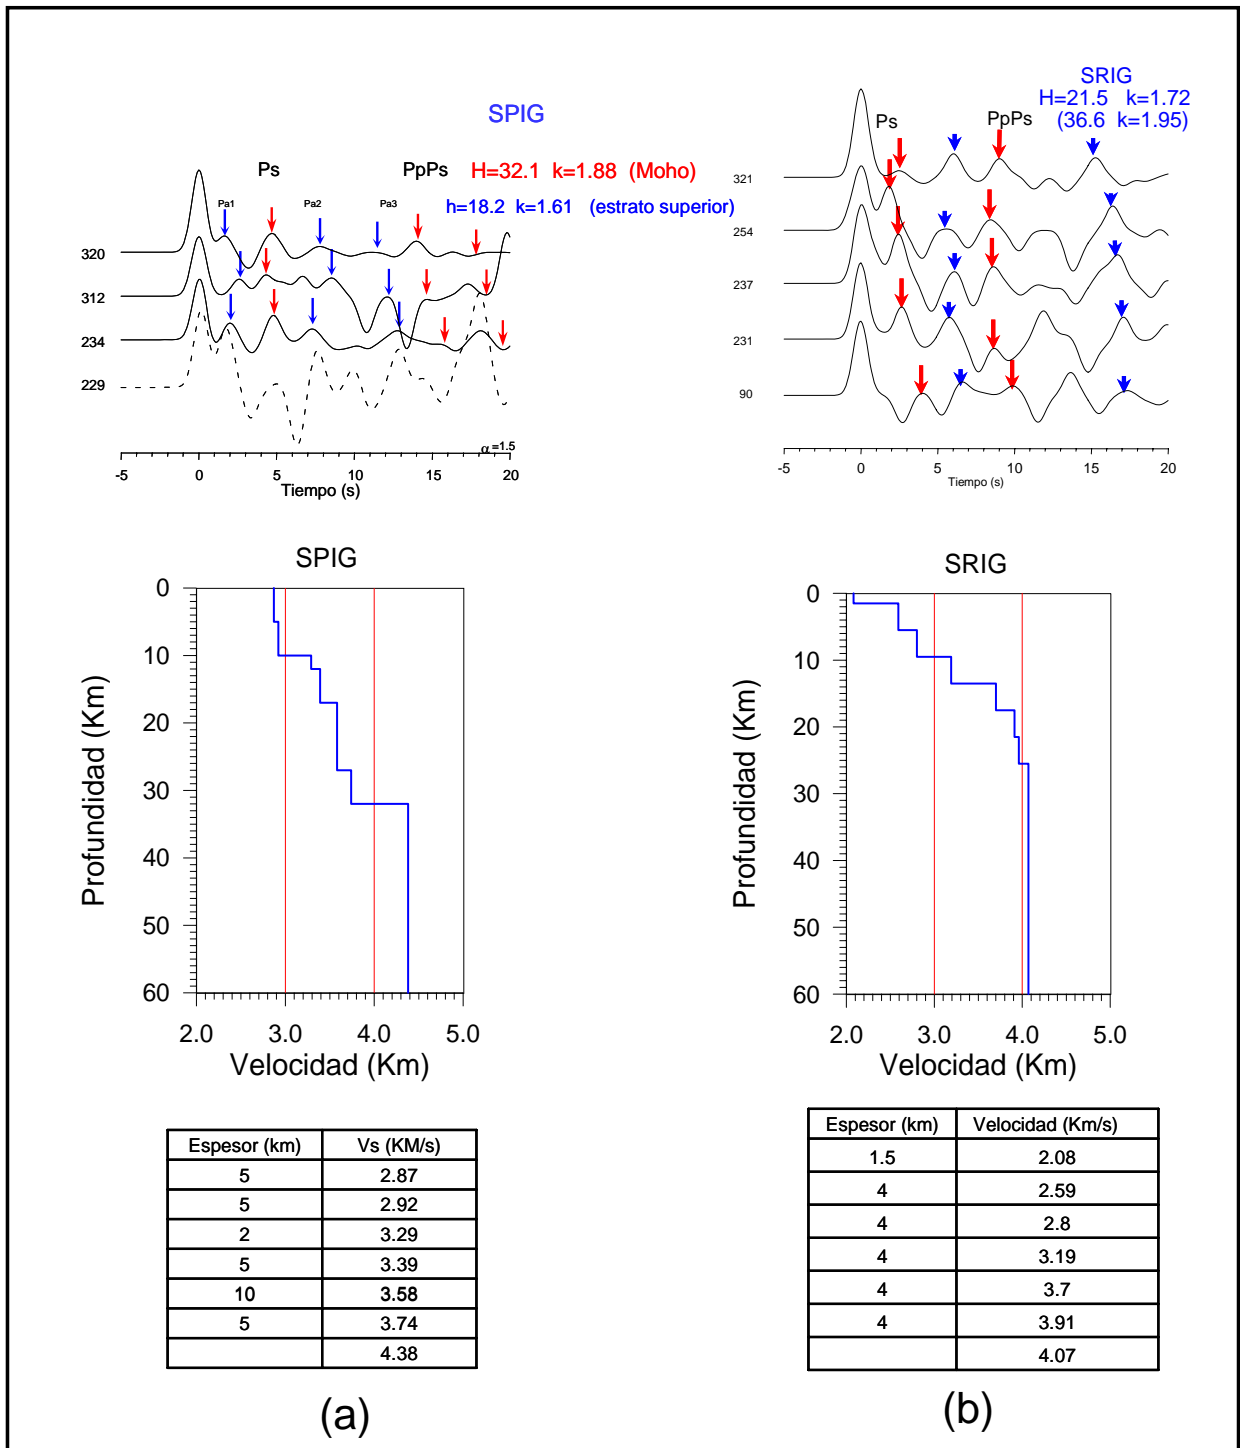 SPIG
Ps
PpPs
H=32.1 k=1.88 (Moho)
Pa1
Pa2
Pa3
h=18.2 k=1.61 (estrato superior)
320
312
234
229
α=1.5
-5 0 5 10 15 20
Tiempo (s)
SRIG
H=21.5 k=1.72
(36.6 k=1.95)
Ps
PpPs
321
254
237
231
90
-5 0 5 10 15 20
Tiempo (s)
SPIG
0
10
20
30
40
50
60
Profundidad (Km)
2.0 3.0 4.0 5.0
Velocidad (Km)
SRIG
0
10
20
30
40
50
60
Profundidad (Km)
2.0 3.0 4.0 5.0
Velocidad (Km)
Espesor (km) Vs (KM/s)
5 2.87
5 2.92
2 3.29
5 3.39
10 3.58
5 3.74
4.38
(a)
Espesor (km) Velocidad (Km/s)
1.5 2.08
4 2.59
4 2.8
4 3.19
4 3.7
4 3.91
4.07
(b)